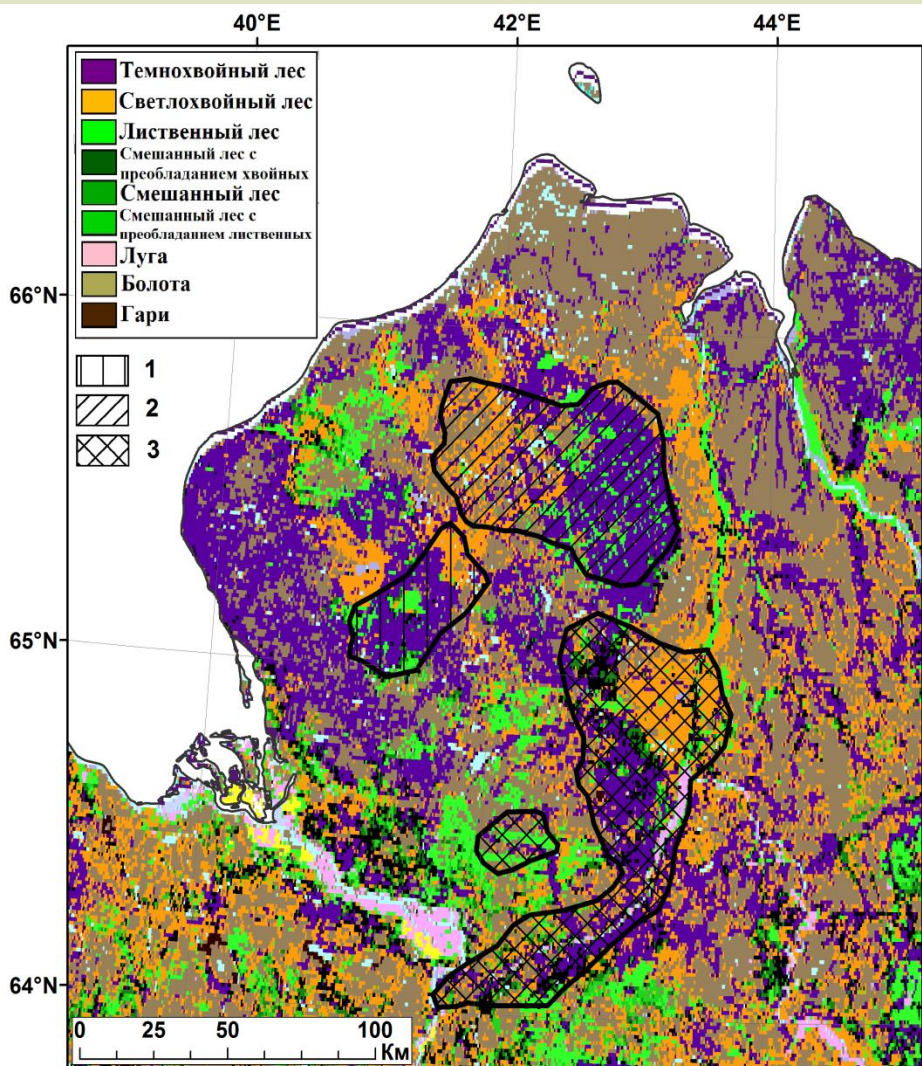 40°E
42°E
44°E
Темнохвойный лес
Светлохвойный лес
Лиственный лес
Смешанный лес с
преобладанием хвойных
Смешанный лес
Смешанный лес с
преобладанием лиственных
Луга
Болота
Гари
1
2
3
66°N
65°N
64°N
0 25 50 100
Км